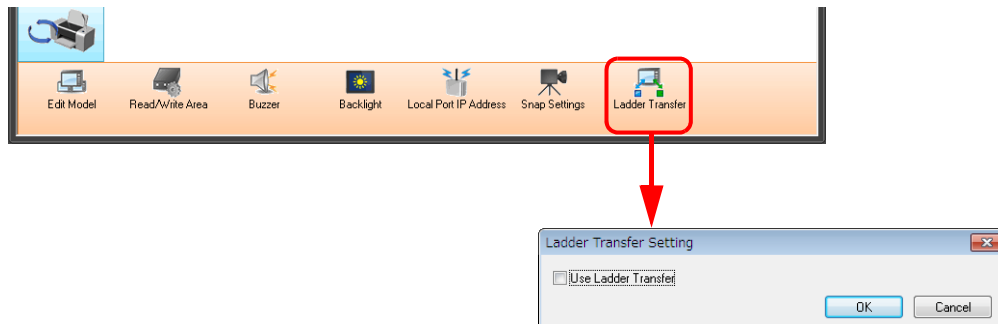 Edit Model Read/Write Area Buzzer Backlight Local Port IP Address Snap Settings Ladder Transfer
Ladder Transfer Setting
Use Ladder Transfer
OK Cancel